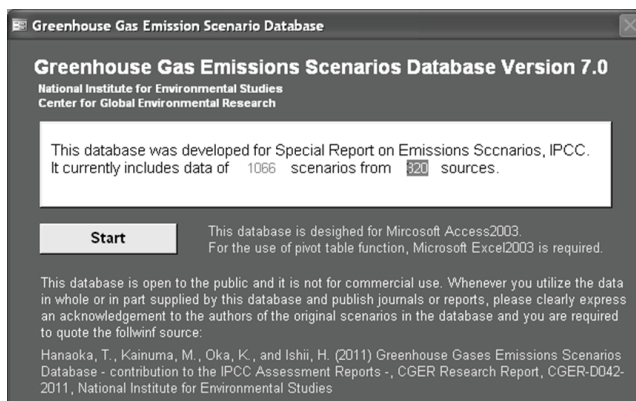 Greenhouse Gas Emission Scenario Database
Greenhouse Gas Emissions Scenarios Database Version 7.0
National Institute for Environmental Studies
Center for Global Environmental Research
This database was developed for Special Report on Emissions Sccnarios, IPCC.
It currently includes data of 1066 scenarios from 320 sources.
Start
This database is desighed for Mircosoft Access2003.
For the use of pivot table function, Microsoft Excel2003 is required.
This database is open to the public and it is not for commercial use. Whenever you utilize the data
in whole or in part supplied by this database and publish journals or reports, please clearly express
an acknowledgement to the authors of the original scenarios in the database and you are required
to quote the follwinf source:
Hanaoka, T., Kainuma, M., Oka, K., and Ishii, H. (2011) Greenhouse Gases Emissions Scenarios
Database - contribution to the IPCC Assessment Reports -, CGER Research Report, CGER-D042-
2011, National Institute for Environmental Studies